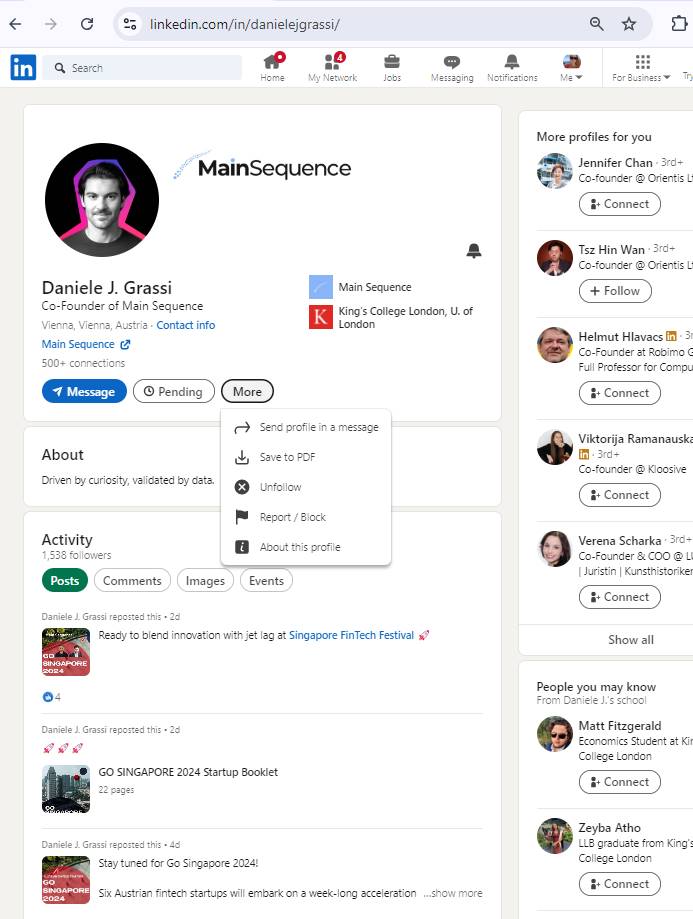 linkedin.com/in/danielejgrassi/
in
Search
Home
4
My Network
Jobs
Messaging
Notifications
Me
For Business
Try
MainSequence
Daniele J. Grassi
Co-Founder of Main Sequence
Vienna, Vienna, Austria · Contact info
Main Sequence
500+ connections
Main Sequence
K
King's College London, U. of
London
Message
Pending
More
Send profile in a message
Save to PDF
Unfollow
Report / Block
About this profile
About
Driven by curiosity, validated by data.
Activity
1,538 followers
Posts
Comments
Images
Events
Daniele J. Grassi reposted this • 2d
Ready to blend innovation with jet lag at Singapore FinTech Festival 🚀
GO
SINGAPORE
2024
4
Daniele J. Grassi reposted this • 2d
🚀🚀🚀
GO SINGAPORE 2024 Startup Booklet
22 pages
GO
Daniele J. Grassi reposted this • 4d
Stay tuned for Go Singapore 2024!
Six Austrian fintech startups will embark on a week-long acceleration …show more
GO
SINGAPORE
2024
More profiles for you
Jennifer Chan · 3rd+
Co-founder @ Orientis Lt
Connect
Tsz Hin Wan · 3rd+
Co-founder @ Orientis Lt
+ Follow
Helmut Hlavacs in · 3r
Co-Founder at Robimo G
Full Professor for Compu
Connect
Viktorija Ramanauska
in · 3rd+
Co-founder @ Kloosive
Connect
Verena Scharka · 3rd+
Co-Founder & COO @ LU
| Juristin | Kunsthistoriker
Connect
Show all
People you may know
From Daniele J.'s school
Matt Fitzgerald
Economics Student at Kin
College London
Connect
Zeyba Atho
LLB graduate from King's
College London
Connect